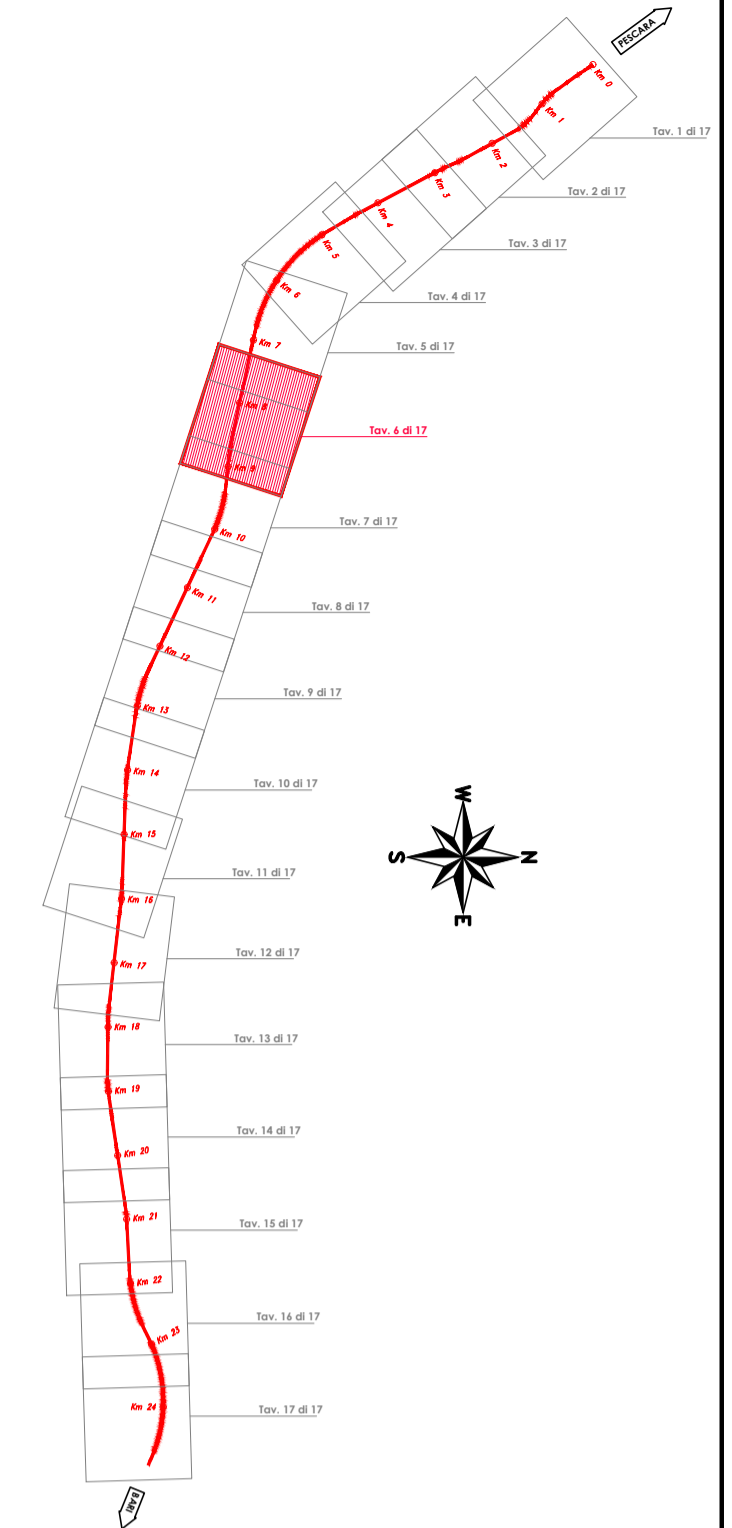 PESCARA
Km 0
Km 1
Tav. 1 di 17
Km 2
Km 3
Tav. 2 di 17
Km 4
Km 5
Tav. 3 di 17
Km 6
Tav. 4 di 17
Km 7
Tav. 5 di 17
Km 8
Tav. 6 di 17
Km 9
Tav. 7 di 17
Km 10
Km 11
Tav. 8 di 17
Km 12
Tav. 9 di 17
Km 13
Km 14
Tav. 10 di 17
W
Km 15
S
N
Tav. 11 di 17
Km 16
E
Tav. 12 di 17
Km 17
Km 18
Tav. 13 di 17
Km 19
Tav. 14 di 17
Km 20
Km 21
Tav. 15 di 17
Km 22
Tav. 16 di 17
Km 23
Km 24
Tav. 17 di 17
BARI